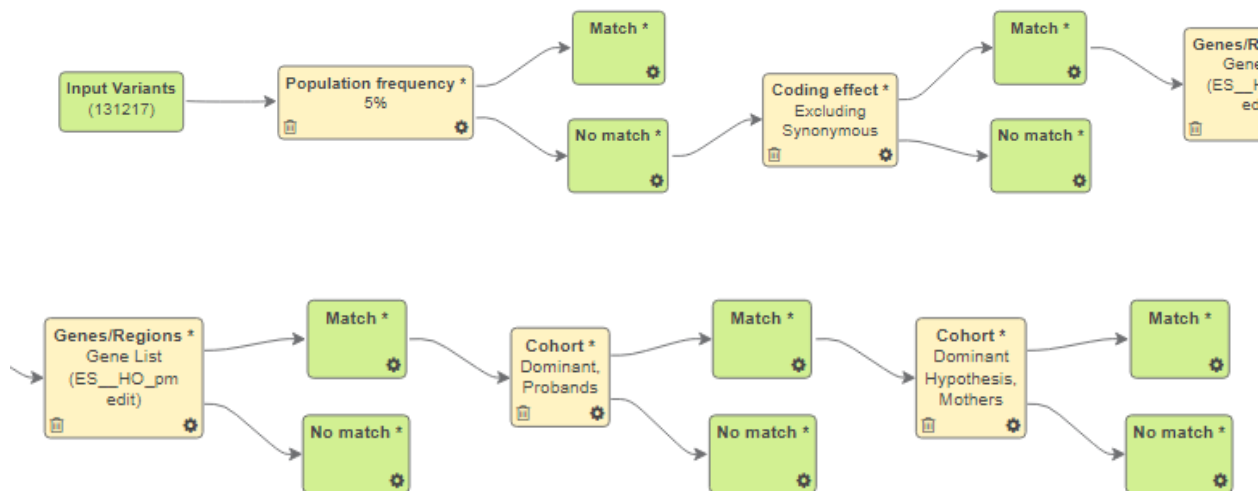 Input Variants
(131217)
Population frequency *
5%
Match *
No match *
Coding effect *
Excluding
Synonymous
Match *
No match *
Genes/R
Gene
(ES__H
ed
Genes/Regions *
Gene List
(ES__HO_pm
edit)
Match *
No match *
Cohort *
Dominant,
Probands
Match *
No match *
Cohort *
Dominant
Hypothesis,
Mothers
Match *
No match *